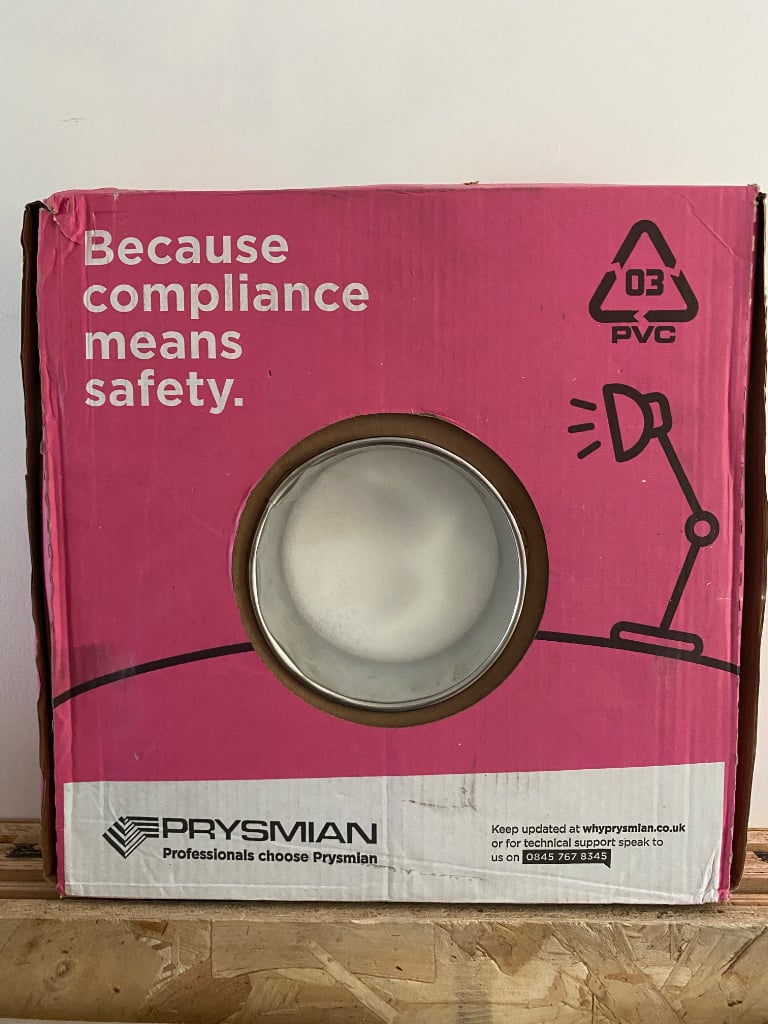 Because
compliance
means
safety.
03
PVC
PRYSMIAN
Professionals choose Prysmian
Keep updated at whyprysmian.co.uk
or for technical support speak to
us on 0845 767 8345